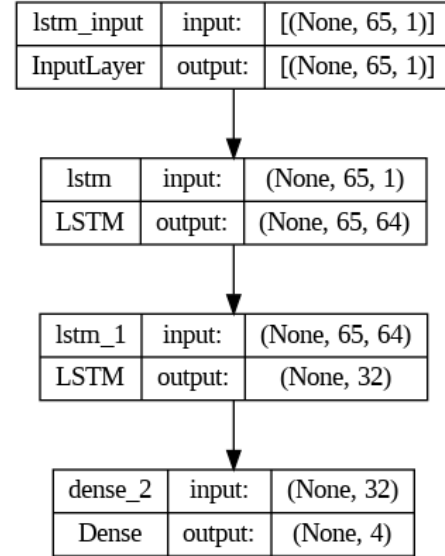 lstm_input input: [(None, 65, 1)]
InputLayer output: [(None, 65, 1)]
lstm input: (None, 65, 1)
LSTM output: (None, 65, 64)
lstm_1 input: (None, 65, 64)
LSTM output: (None, 32)
dense_2 input: (None, 32)
Dense output: (None, 4)